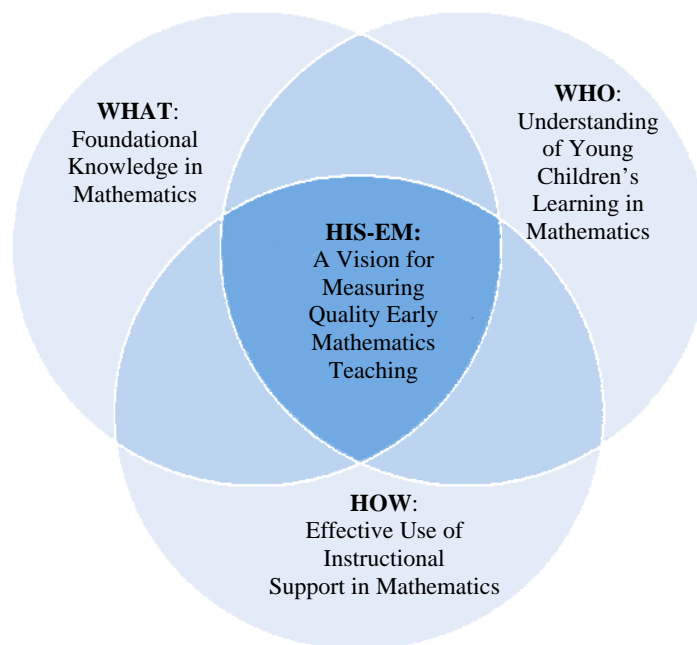 WHAT:
Foundational
Knowledge in
Mathematics
WHO:
Understanding
of Young
Children’s
Learning in
Mathematics
HIS-EM:
A Vision for
Measuring
Quality Early
Mathematics
Teaching
HOW:
Effective Use of
Instructional
Support in Mathematics